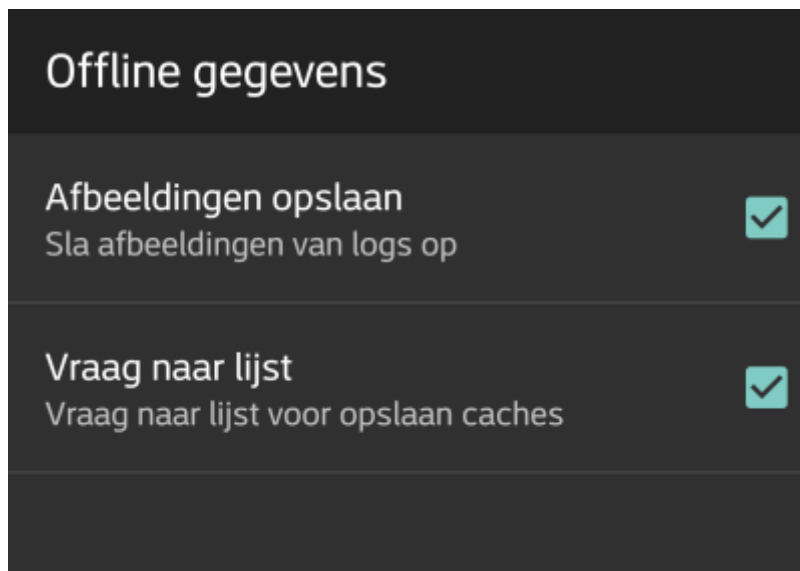 Offline gegevens
Afbeeldingen opslaan
Sla afbeeldingen van logs op
Vraag naar lijst
Vraag naar lijst voor opslaan caches